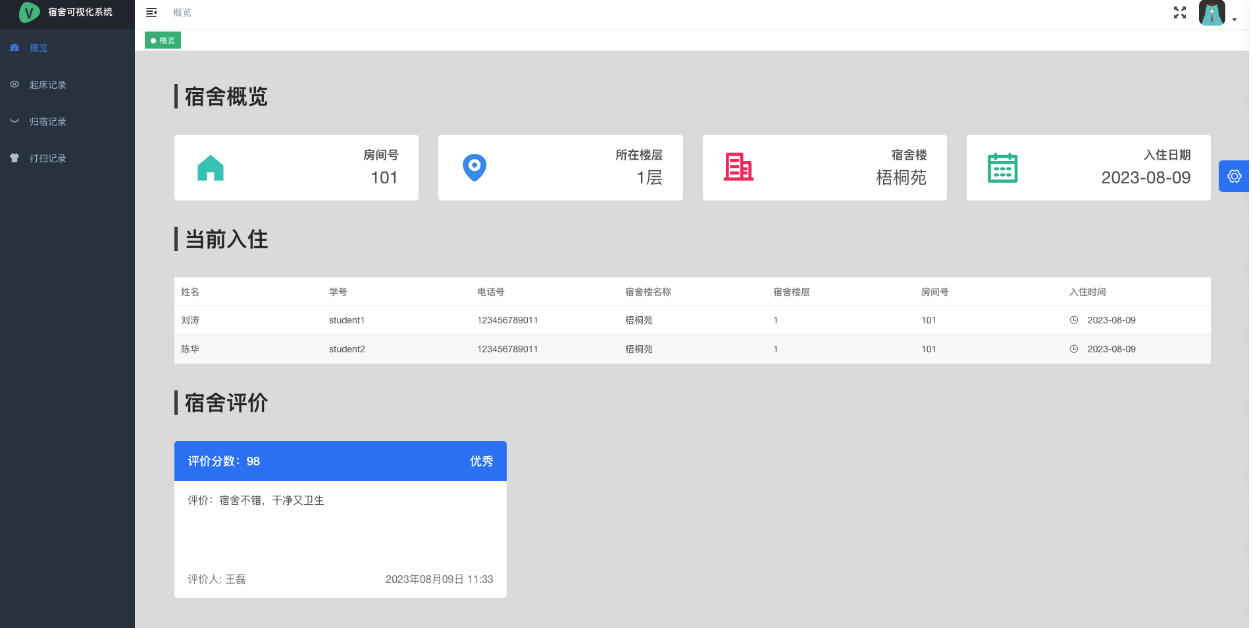 宿舍可视化系统
概览
起床记录
归宿记录
打扫记录
概览
概览
宿舍概览
房间号
101
所在楼层
1层
宿舍楼
梧桐苑
入住日期
2023-08-09
当前入住
姓名 学号 电话号 宿舍楼名称 宿舍楼层 房间号 入住时间
刘涛 student1 123456789011 梧桐苑 1 101 2023-08-09
陈华 student2 123456789011 梧桐苑 1 101 2023-08-09
宿舍评价
评价分数：98 优秀
评价：宿舍不错，干净又卫生
评价人: 王磊 2023年08月09日 11:33